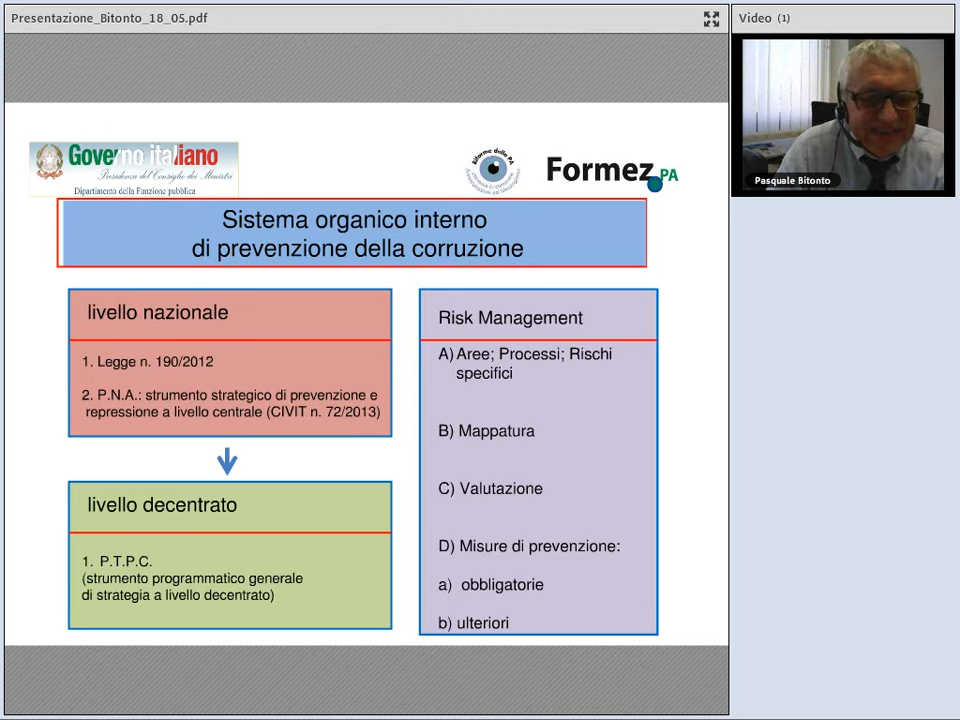 Presentazione_Bitonto_18_05.pdf
Video (1)
Pasquale Bitonto
Governo italiano
Presidenza del Consiglio dei Ministri
Dipartimento della Funzione pubblica
Riforme delle PA
Formez PA
Sistema organico interno
di prevenzione della corruzione
livello nazionale
1. Legge n. 190/2012
2. P.N.A.: strumento strategico di prevenzione e
repressione a livello centrale (CIVIT n. 72/2013)
livello decentrato
1. P.T.P.C.
(strumento programmatico generale
di strategia a livello decentrato)
Risk Management
A) Aree; Processi; Rischi
specifici
B) Mappatura
C) Valutazione
D) Misure di prevenzione:
a) obbligatorie
b) ulteriori